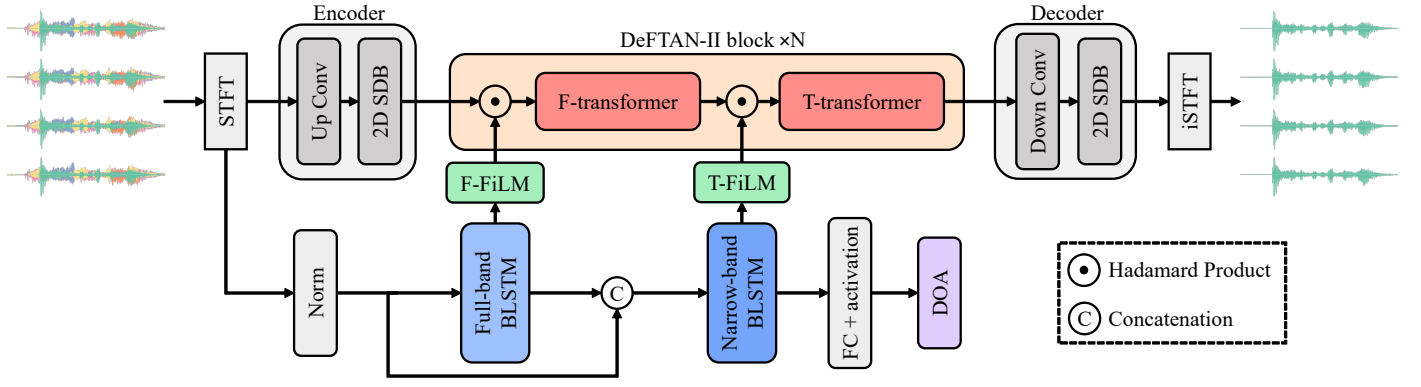 Encoder
Decoder
DeFTAN-II block ×N
STFT
Up Conv
2D SDB
F-transformer
T-transformer
Down Conv
2D SDB
iSTFT
F-FiLM
T-FiLM
Norm
Full-band
BLSTM
C
Narrow-band
BLSTM
FC + activation
DOA
Hadamard Product
C
Concatenation